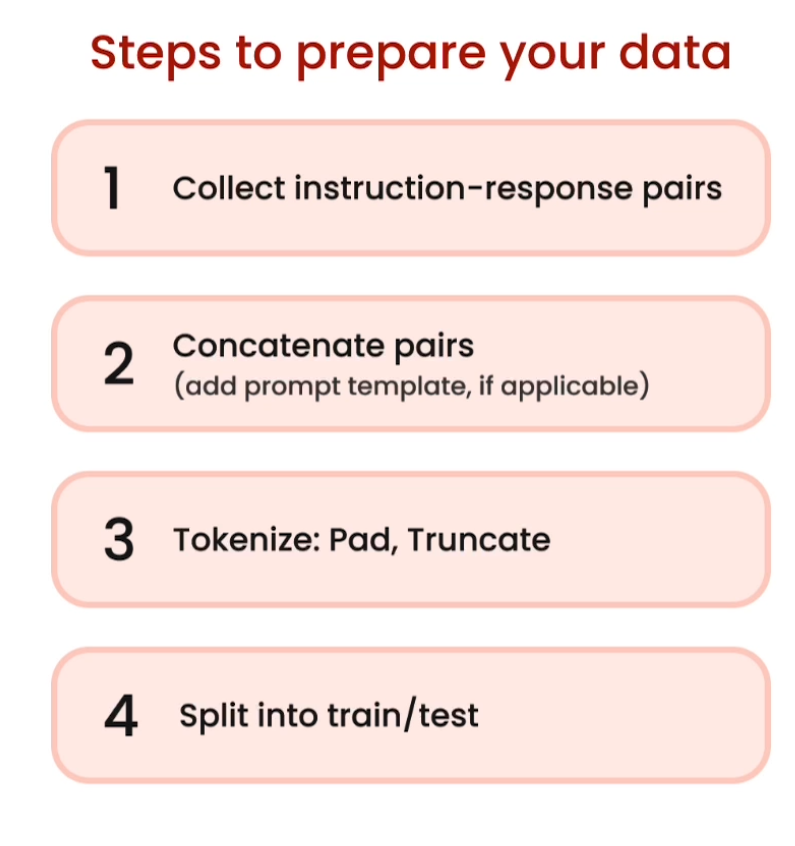 Steps to prepare your data
1 Collect instruction-response pairs
2 Concatenate pairs
(add prompt template, if applicable)
3 Tokenize: Pad, Truncate
4 Split into train/test